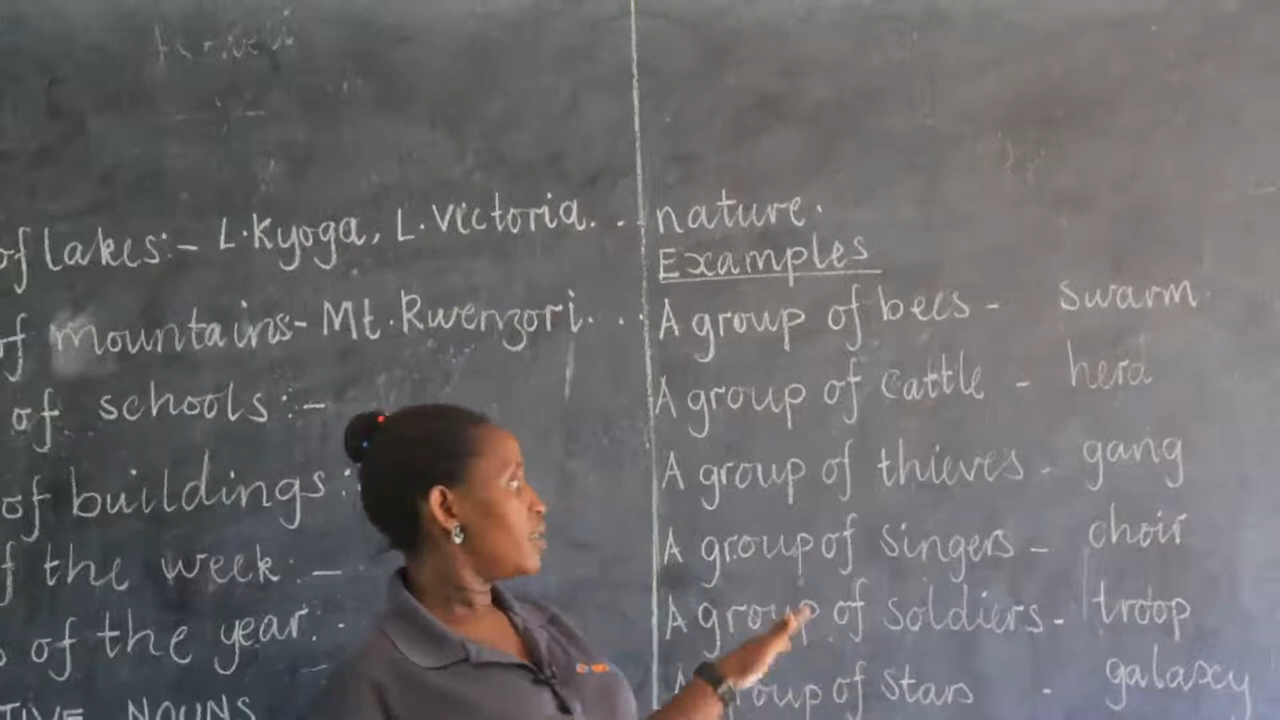 of lakes:- L.Kyoga, L.Victoria...
of mountains- Mt. Rwenzori...
of schools:-
of buildings:
the week:-
of the year:-
NOUNS
nature.
Examples
A group of bees - swarm.
A group of cattle - herd
A group of thieves - gang
A group of singers - choir
A group of soldiers - troop
A group of stars - galaxy